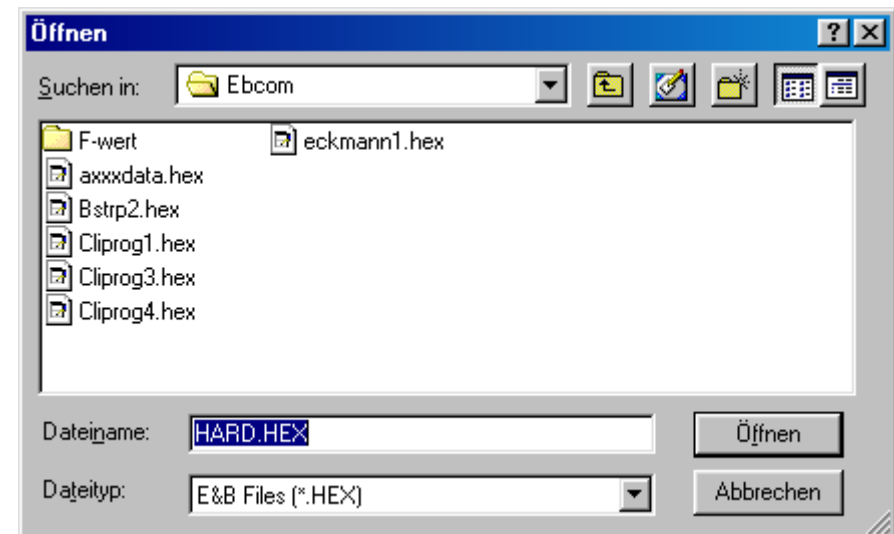 Öffnen
Suchen in: Ebcom
F-wert eckmann1.hex
axxxdata.hex
Bstrp2.hex
Cliprog1.hex
Cliprog3.hex
Cliprog4.hex
Dateiname: HARD.HEX Öffnen
Dateityp: E&B Files (*.HEX) Abbrechen